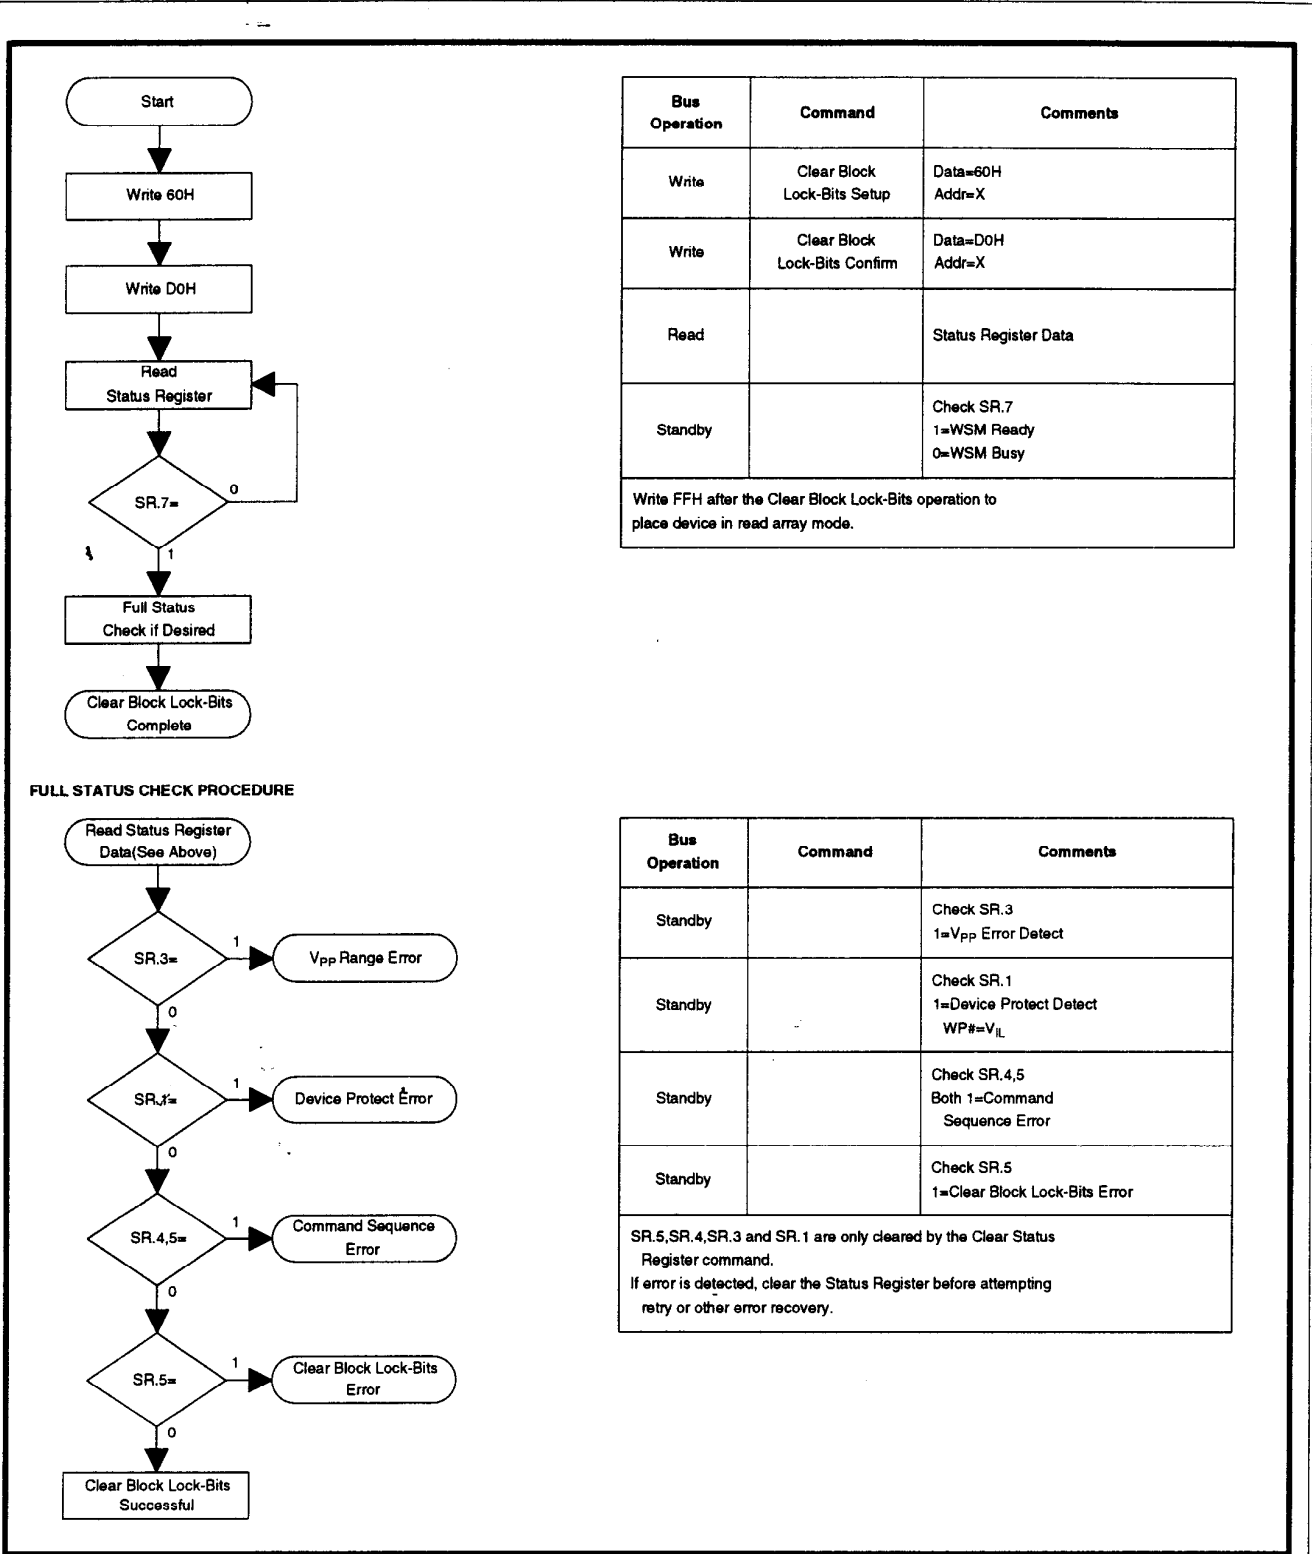 Start
Write 60H
Write D0H
Read
Status Register
SR.7=
0
1
Full Status
Check if Desired
Clear Block Lock-Bits
Complete
Bus
Operation
Command
Comments
Write
Clear Block
Lock-Bits Setup
Data=60H
Addr=X
Write
Clear Block
Lock-Bits Confirm
Data=D0H
Addr=X
Read
Status Register Data
Standby
Check SR.7
1=WSM Ready
0=WSM Busy
Write FFH after the Clear Block Lock-Bits operation to
place device in read array mode.
FULL STATUS CHECK PROCEDURE
Read Status Register
Data(See Above)
SR.3=
1
VPP Range Error
0
SR.1=
1
Device Protect Error
0
SR.4,5=
1
Command Sequence
Error
0
SR.5=
1
Clear Block Lock-Bits
Error
0
Clear Block Lock-Bits
Successful
Bus
Operation
Command
Comments
Standby
Check SR.3
1=VPP Error Detect
Standby
Check SR.1
1=Device Protect Detect
WP#=VIL
Standby
Check SR.4,5
Both 1=Command
Sequence Error
Standby
Check SR.5
1=Clear Block Lock-Bits Error
SR.5,SR.4,SR.3 and SR.1 are only cleared by the Clear Status
Register command.
If error is detected, clear the Status Register before attempting
retry or other error recovery.